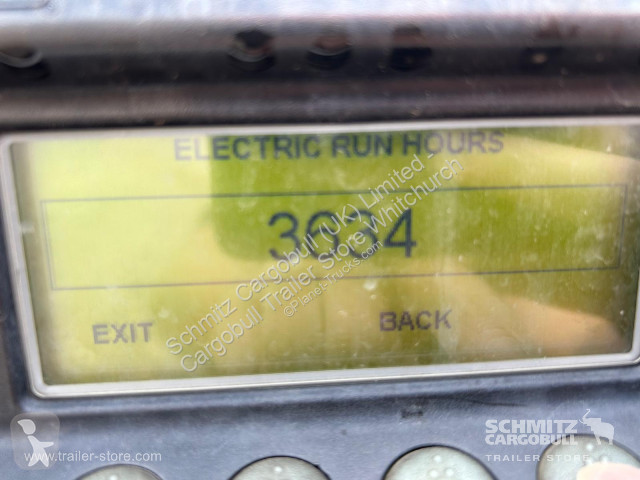 ELECTRIC RUN HOURS
3634
EXIT
BACK
Schmitz Cargobull (UK) Limited -
Cargobull Trailer Store Whitchurch
©Planet-Trucks.com
www.trailer-store.com
SCHMITZ
CARGOBULL
TRAILER STORE